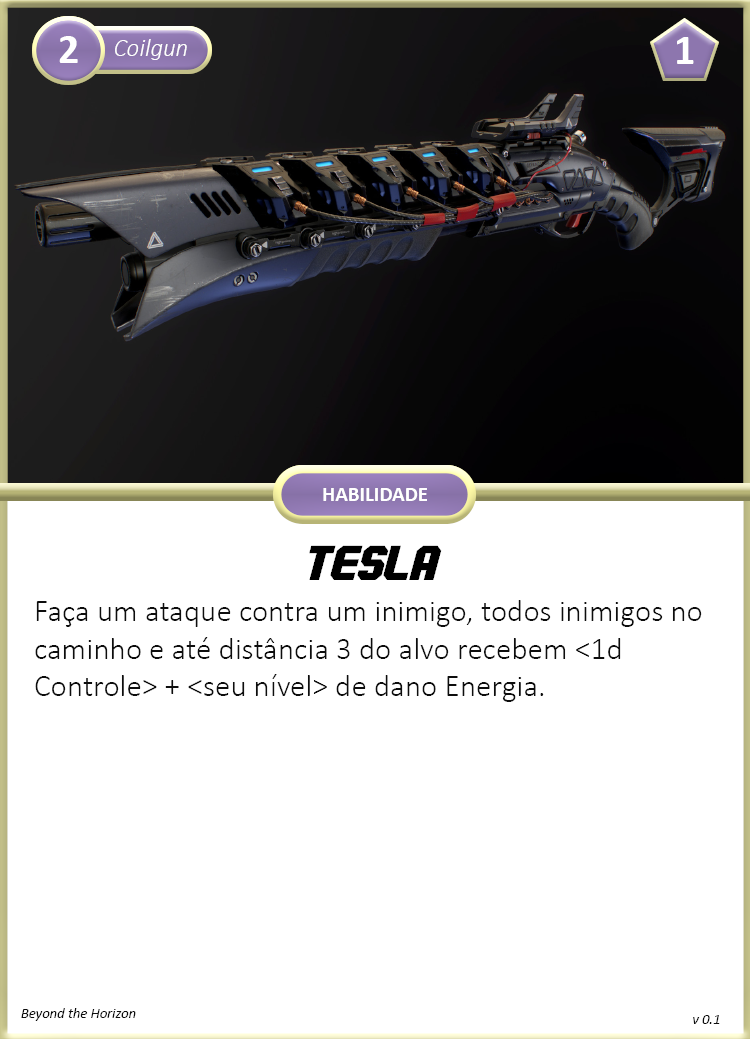 2 Coilgun
1
HABILIDADE
TESLA
Faça um ataque contra um inimigo, todos inimigos no
caminho e até distância 3 do alvo recebem <1d
Controle> + <seu nível> de dano Energia.
Beyond the Horizon
v 0.1